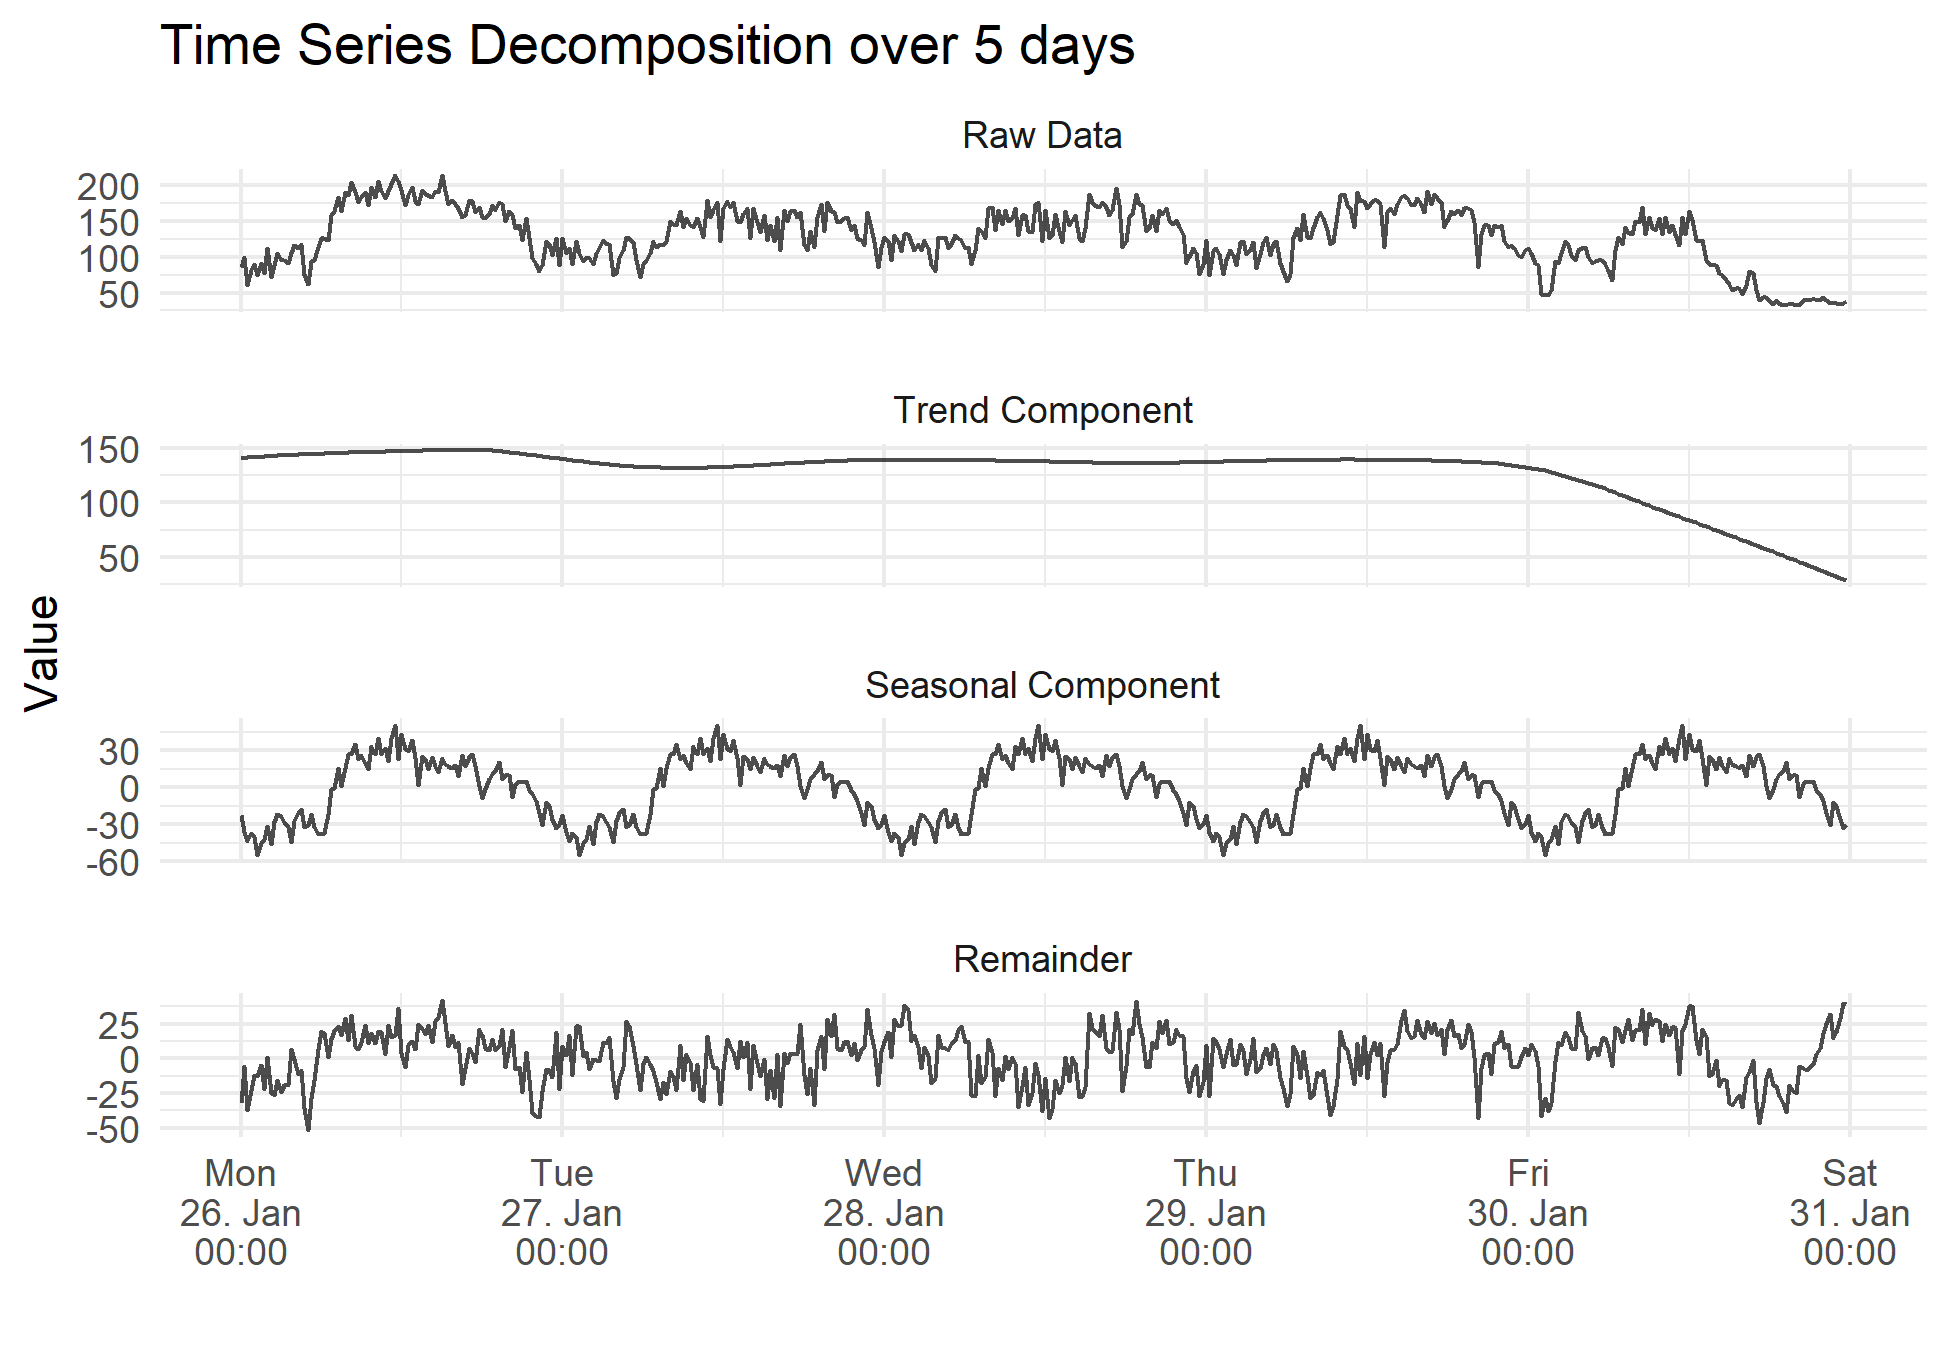 Time Series Decomposition over 5 days
Raw Data
200
150
100
50
Trend Component
150
100
50
Value
Seasonal Component
30
0
-30
-60
Remainder
25
0
-25
-50
Mon Tue Wed Thu Fri Sat
26. Jan 27. Jan 28. Jan 29. Jan 30. Jan 31. Jan
00:00 00:00 00:00 00:00 00:00 00:00